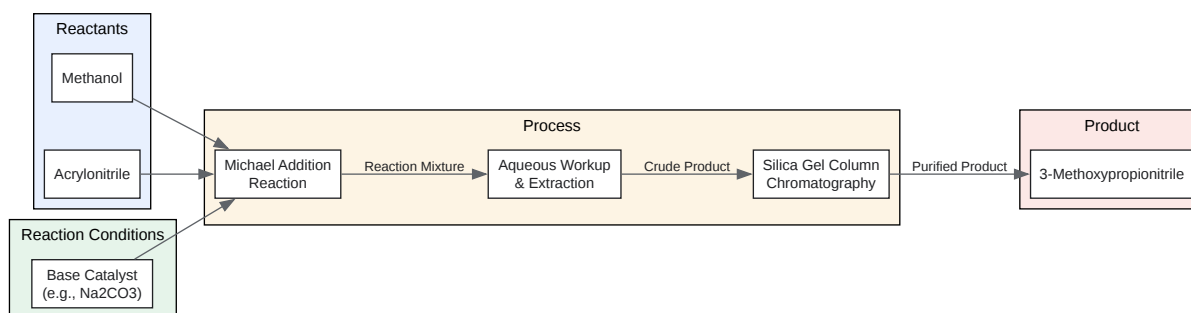 Reactants
Methanol
Acrylonitrile
Reaction Conditions
Base Catalyst
(e.g., Na2CO3)
Process
Michael Addition
Reaction
Reaction Mixture
Aqueous Workup
& Extraction
Crude Product
Silica Gel Column
Chromatography
Purified Product
Product
3-Methoxypropionitrile